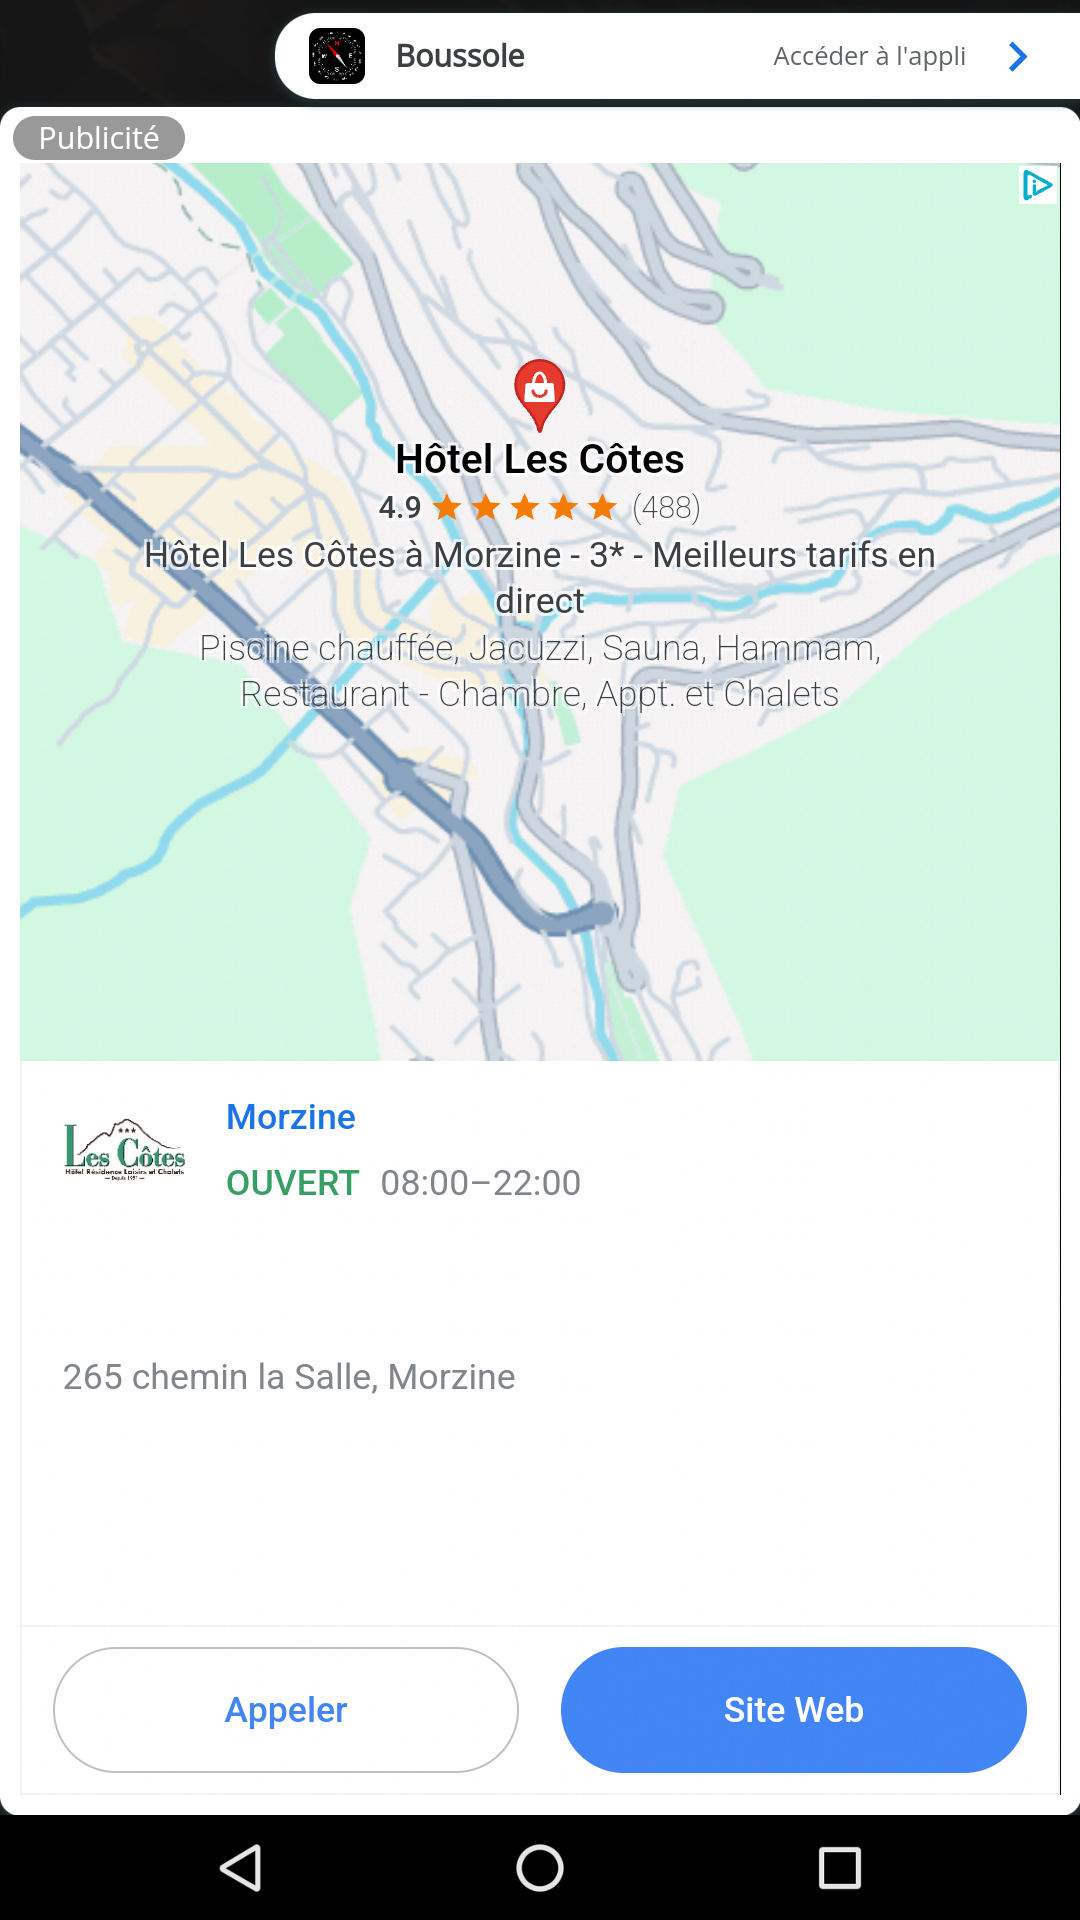 Boussole
Accéder à l'appli
Publicité
Hôtel Les Côtes
4.9 (488)
Hôtel Les Côtes à Morzine - 3* - Meilleurs tarifs en
direct
Piscine chauffée, Jacuzzi, Sauna, Hammam,
Restaurant - Chambre, Appt. et Chalets
Les Côtes
Hôtel Résidence Loisirs et Chalets
Morzine
OUVERT 08:00–22:00
265 chemin la Salle, Morzine
Appeler
Site Web